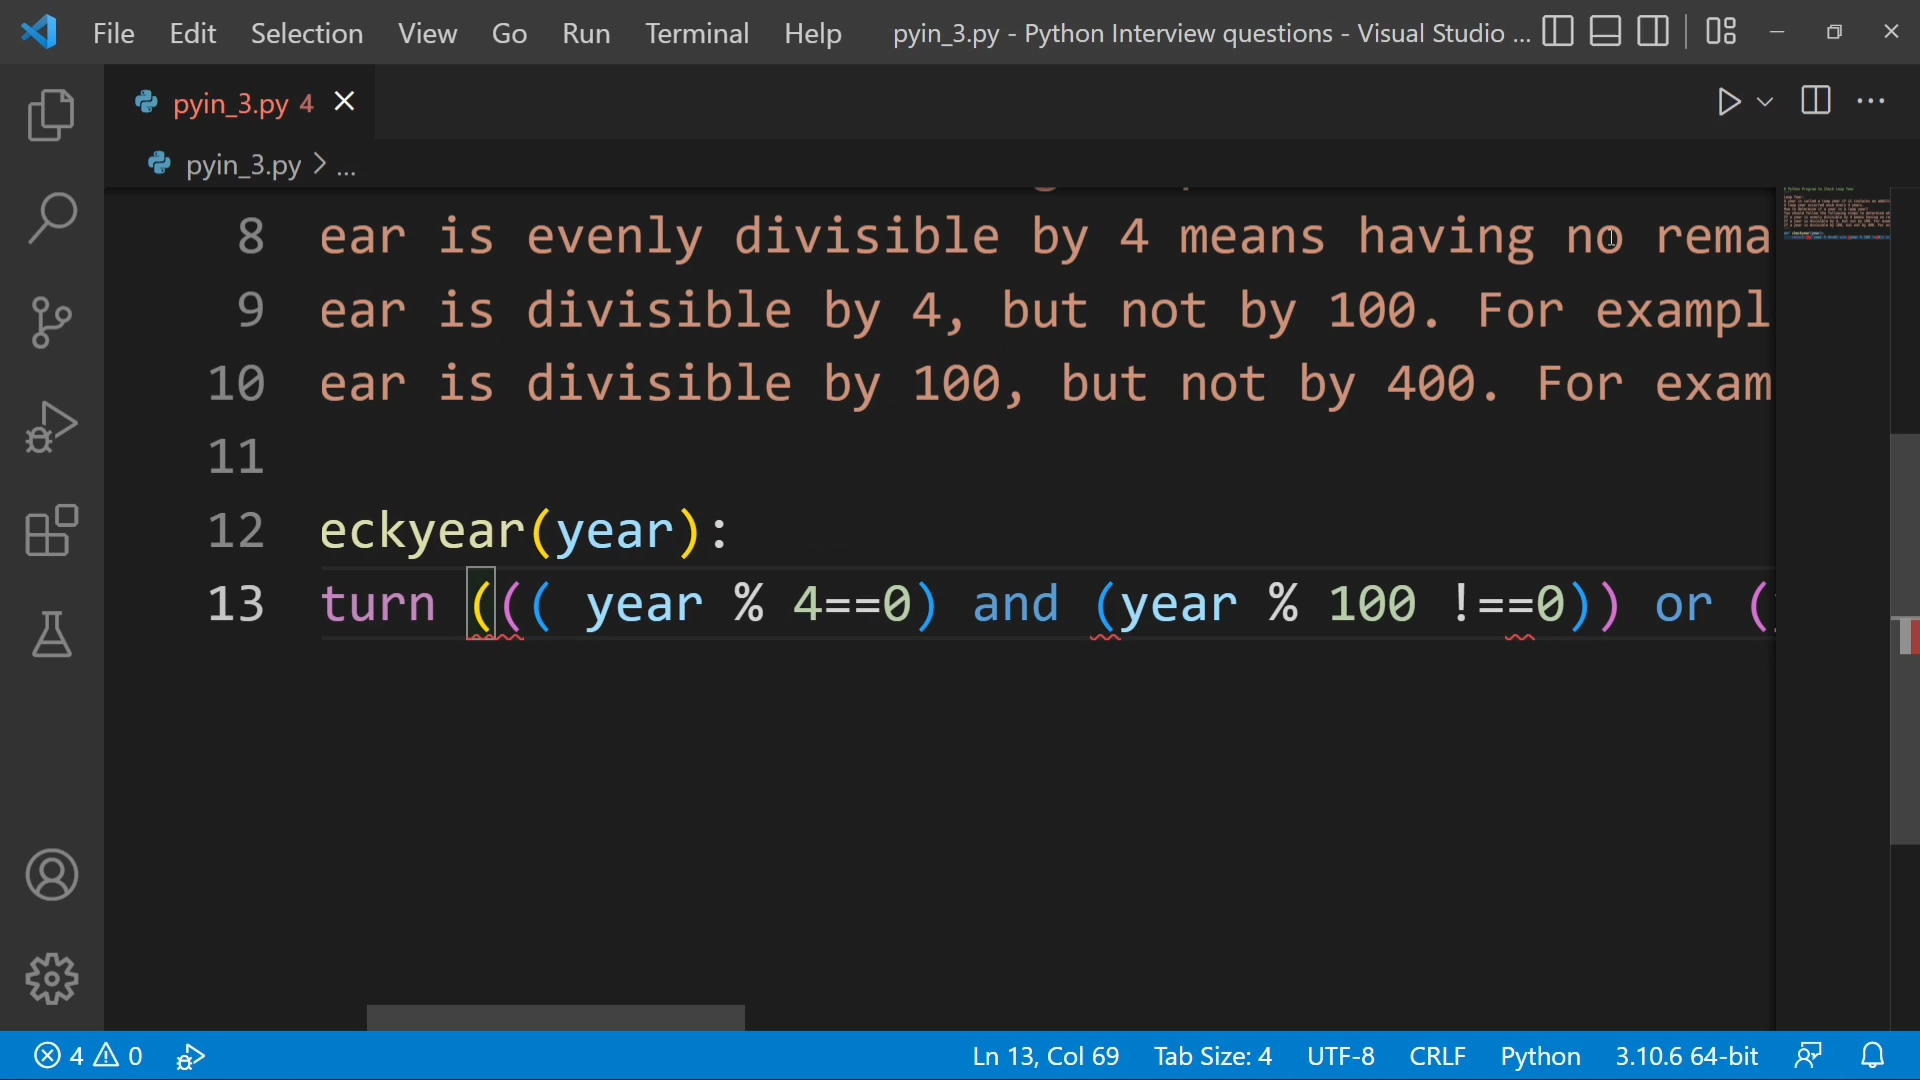 File Edit Selection View Go Run Terminal Help pyin_3.py - Python Interview questions - Visual Studio ...
pyin_3.py 4
pyin_3.py > ...
8 ear is evenly divisible by 4 means having no rema
9 ear is divisible by 4, but not by 100. For exampl
10 ear is divisible by 100, but not by 400. For exam
11
12 eckyear(year):
13 turn ((( year % 4==0) and (year % 100 !==0)) or (
4 0 Ln 13, Col 69 Tab Size: 4 UTF-8 CRLF Python 3.10.6 64-bit